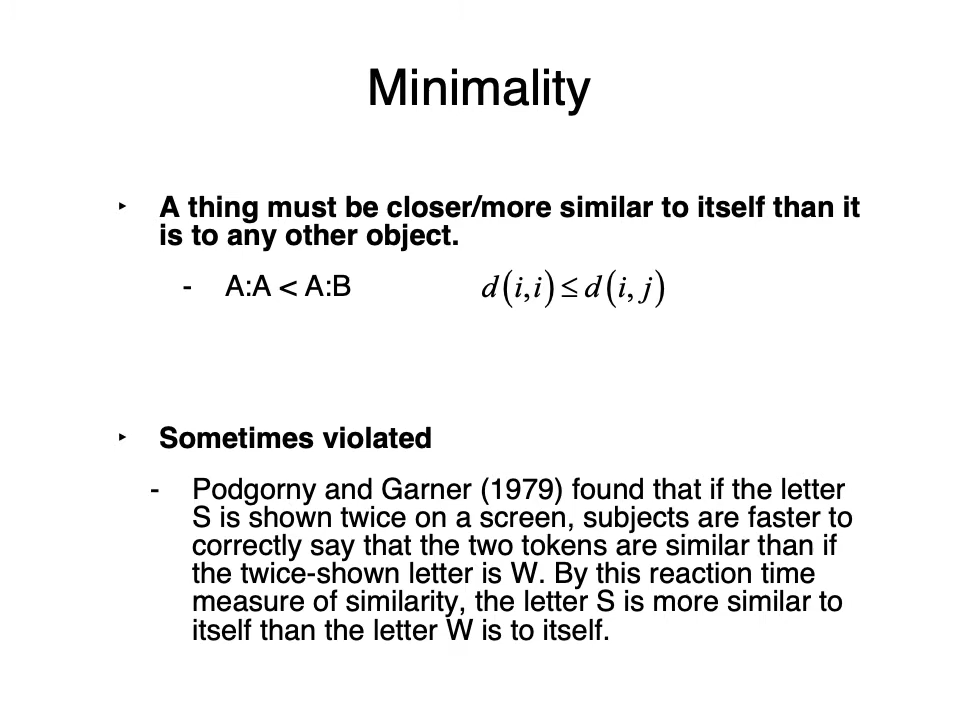 Minimality
‣ A thing must be closer/more similar to itself than it
is to any other object.
- A:A < A:B d(i,i) ≤ d(i, j)
‣ Sometimes violated
- Podgorny and Garner (1979) found that if the letter
S is shown twice on a screen, subjects are faster to
correctly say that the two tokens are similar than if
the twice-shown letter is W. By this reaction time
measure of similarity, the letter S is more similar to
itself than the letter W is to itself.